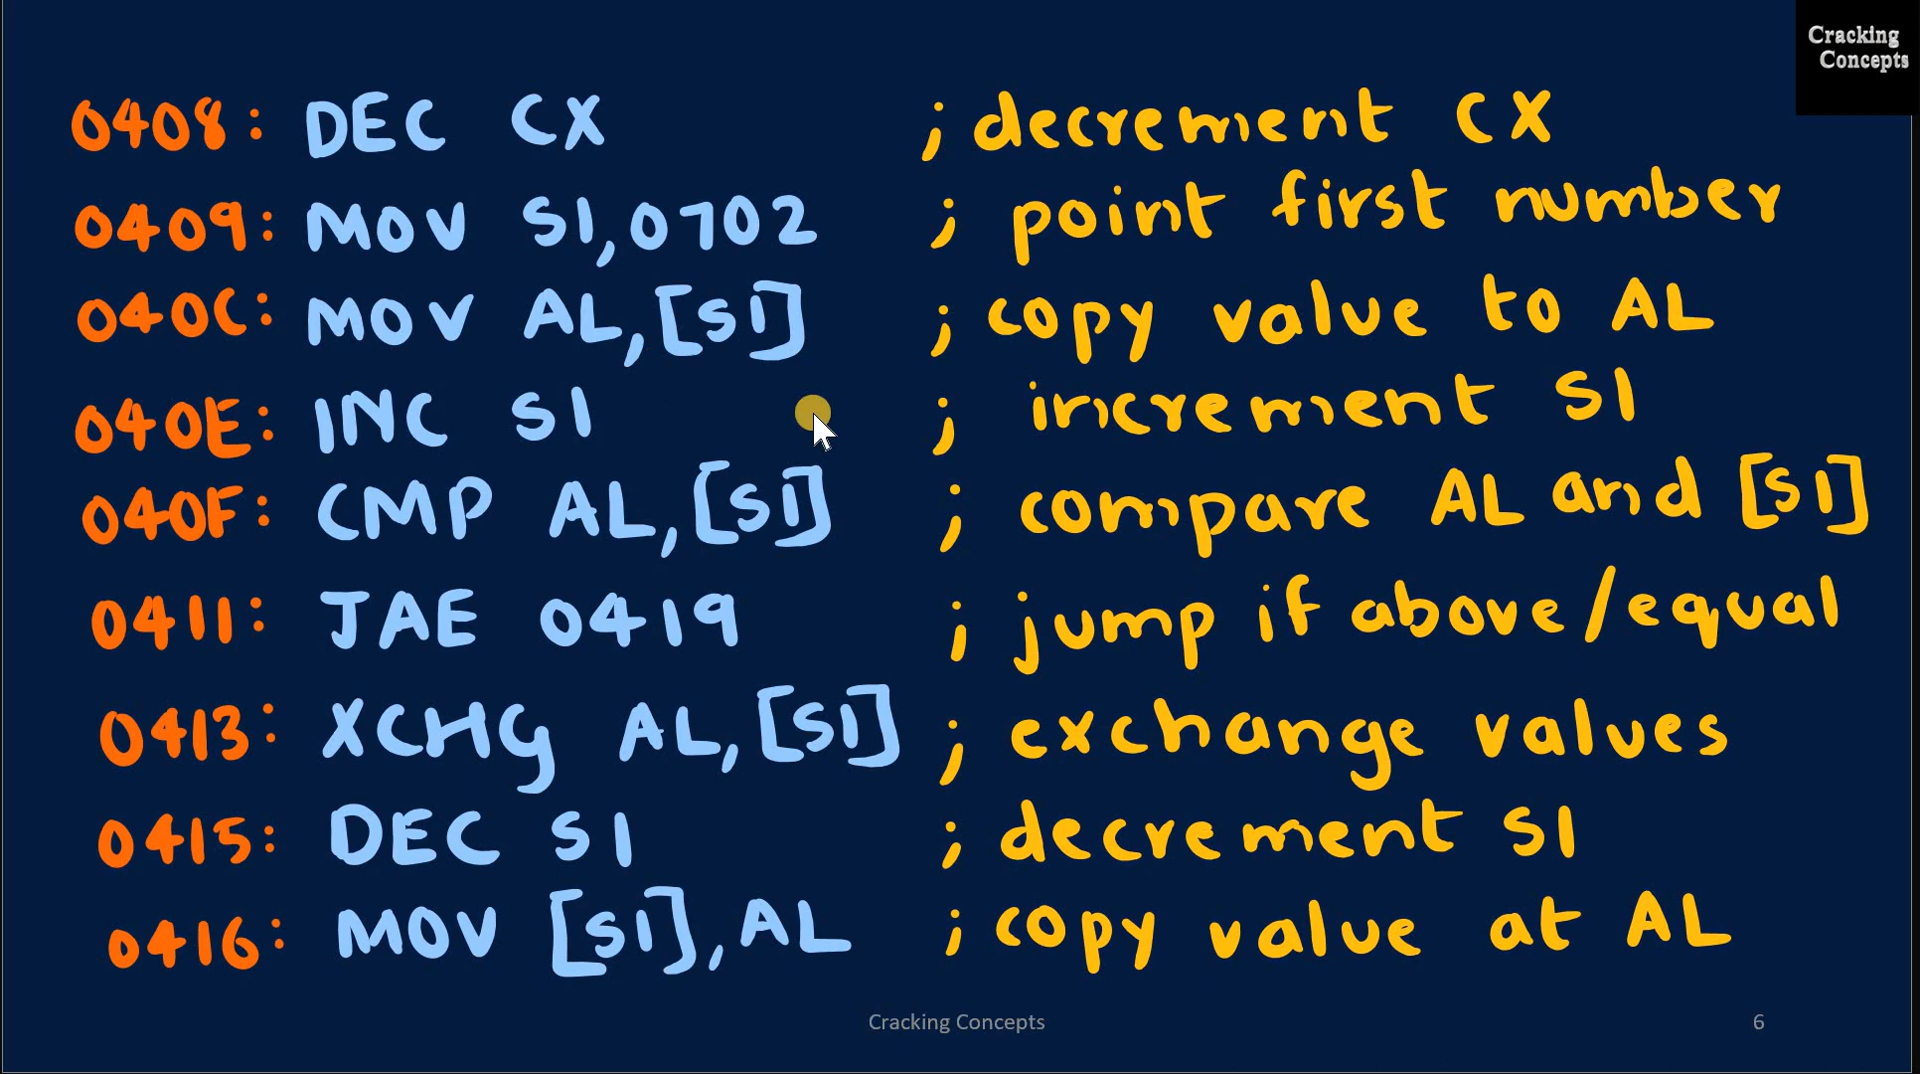 Cracking
Concepts
0408: DEC CX ; decrement CX
0409: MOV SI,0702 ; point first number
040C: MOV AL,[SI] ; copy value to AL
040E: INC SI ; increment SI
040F: CMP AL,[SI] ; compare AL and [SI]
0411: JAE 0419 ; jump if above/equal
0413: XCHG AL,[SI] ; exchange values
0415: DEC SI ; decrement SI
0416: MOV [SI],AL ; copy value at AL
Cracking Concepts 6